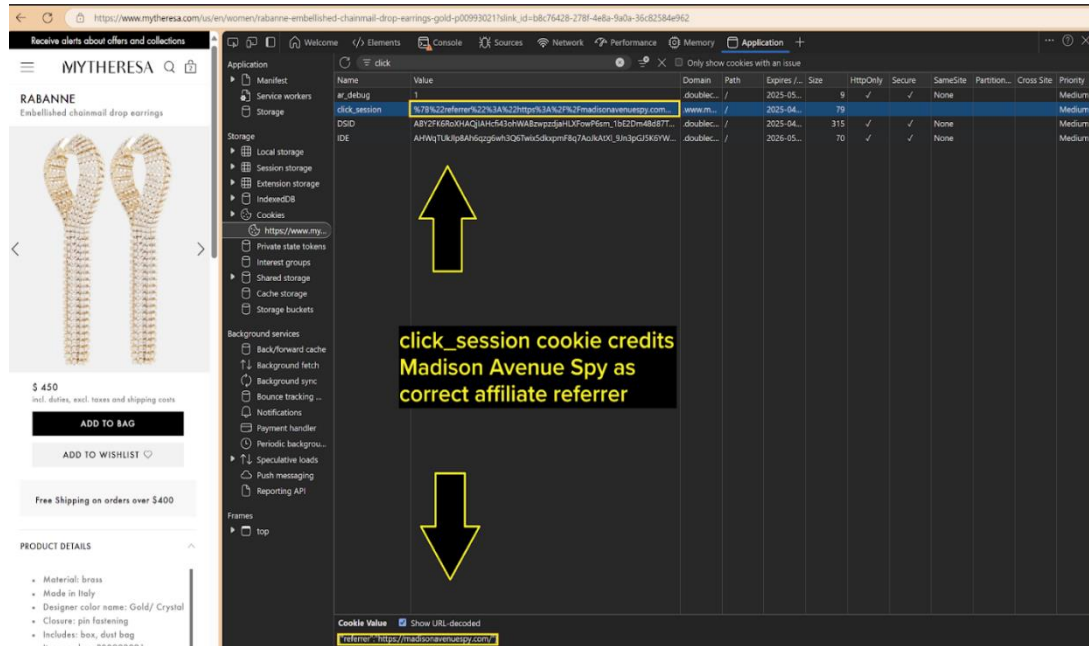 https://www.mytheresa.com/us/en/women/rabanne-embellished-chainmail-drop-earrings-gold-p00993021?slink_id=b8c76428-278f-4e8a-9a0a-36c82584e962
Receive alerts about offers and collections
MYTHERESA
RABANNE
Embellished chainmail drop earrings
$ 450
incl. duties, excl. taxes and shipping costs
ADD TO BAG
ADD TO WISHLIST
Free Shipping on orders over $400
PRODUCT DETAILS
• Material: brass
• Made in Italy
• Designer color name: Gold/ Crystal
• Closure: pin fastening
• Includes: box, dust bag
Welcome </> Elements Console Sources Network Performance Memory Application +
Application
Manifest
Service workers
Storage
Storage
Local storage
Session storage
Extension storage
IndexedDB
Cookies
https://www.my...
Private state tokens
Interest groups
Shared storage
Cache storage
Storage buckets
Background services
Back/forward cache
Background fetch
Background sync
Bounce tracking ...
Notifications
Payment handler
Periodic backgrou...
Speculative loads
Push messaging
Reporting API
Frames
top
click
Only show cookies with an issue
Name Value Domain Path Expires /... Size HttpOnly Secure SameSite Partition... Cross Site Priority
ar_debug 1 .doublec... / 2025-05... 9 ✓ ✓ None Medium
click_session %7B%22referrer%22%3A%22https%3A%2F%2Fmadisonavenuespy.com... www.m... / 2025-04... 79 Medium
DSID .doublec... / 2025-04... 315 ✓ ✓ None Medium
IDE .doublec... / 2026-05... 70 ✓ ✓ None Medium
click_session cookie credits
Madison Avenue Spy as
correct affiliate referrer
Cookie Value Show URL-decoded
"referrer":"https://madisonavenuespy.com/"